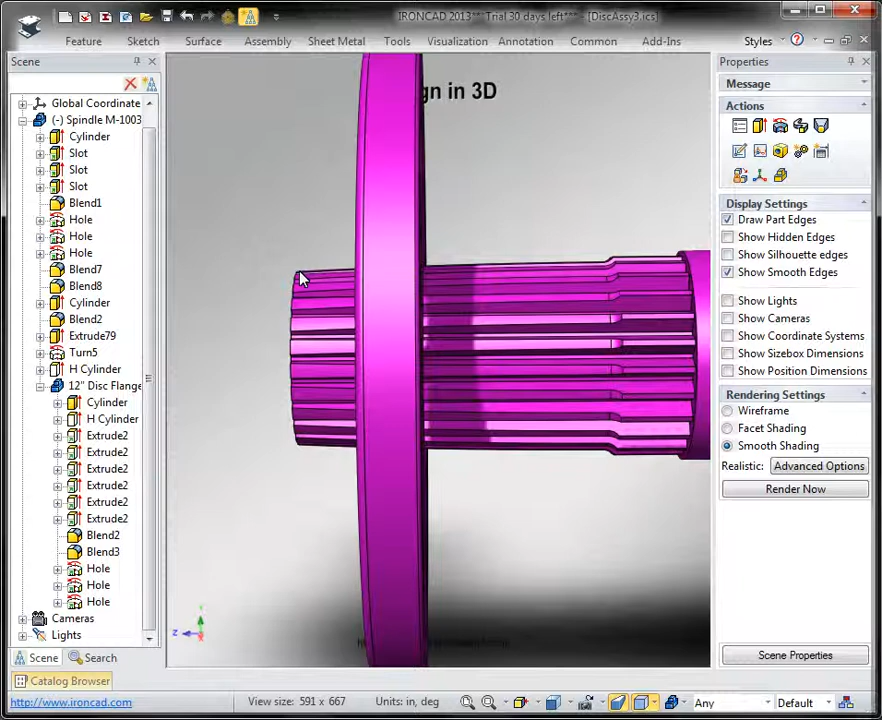 IRONCAD 2013** Trial 30 days left*** - [DiscAssy3.ics]
Feature Sketch Surface Assembly Sheet Metal Tools Visualization Annotation Common Add-Ins Styles
Scene
Global Coordinate
(-) Spindle M-1003
Cylinder
Slot
Slot
Slot
Blend1
Hole
Hole
Hole
Blend7
Blend8
Cylinder
Blend2
Extrude79
Turn5
H Cylinder
12" Disc Flange
Cylinder
H Cylinder
Extrude2
Extrude2
Extrude2
Extrude2
Extrude2
Extrude2
Blend2
Blend3
Hole
Hole
Hole
Cameras
Lights
Scene Search
Catalog Browser
gn in 3D
Z
Properties
Message
Actions
Display Settings
Draw Part Edges
Show Hidden Edges
Show Silhouette edges
Show Smooth Edges
Show Lights
Show Cameras
Show Coordinate Systems
Show Sizebox Dimensions
Show Position Dimensions
Rendering Settings
Wireframe
Facet Shading
Smooth Shading
Realistic: Advanced Options
Render Now
Scene Properties
http://www.ironcad.com View size: 591 x 667 Units: in, deg Any Default